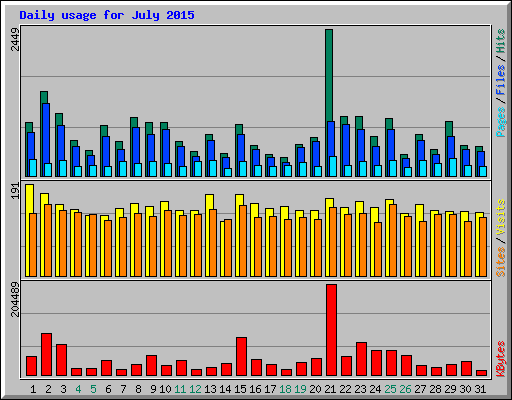 Daily usage for July 2015
2449
Pages / Files / Hits
191
Sites / Visits
204489
KBytes
1 2 3 4 5 6 7 8 9 10 11 12 13 14 15 16 17 18 19 20 21 22 23 24 25 26 27 28 29 30 31